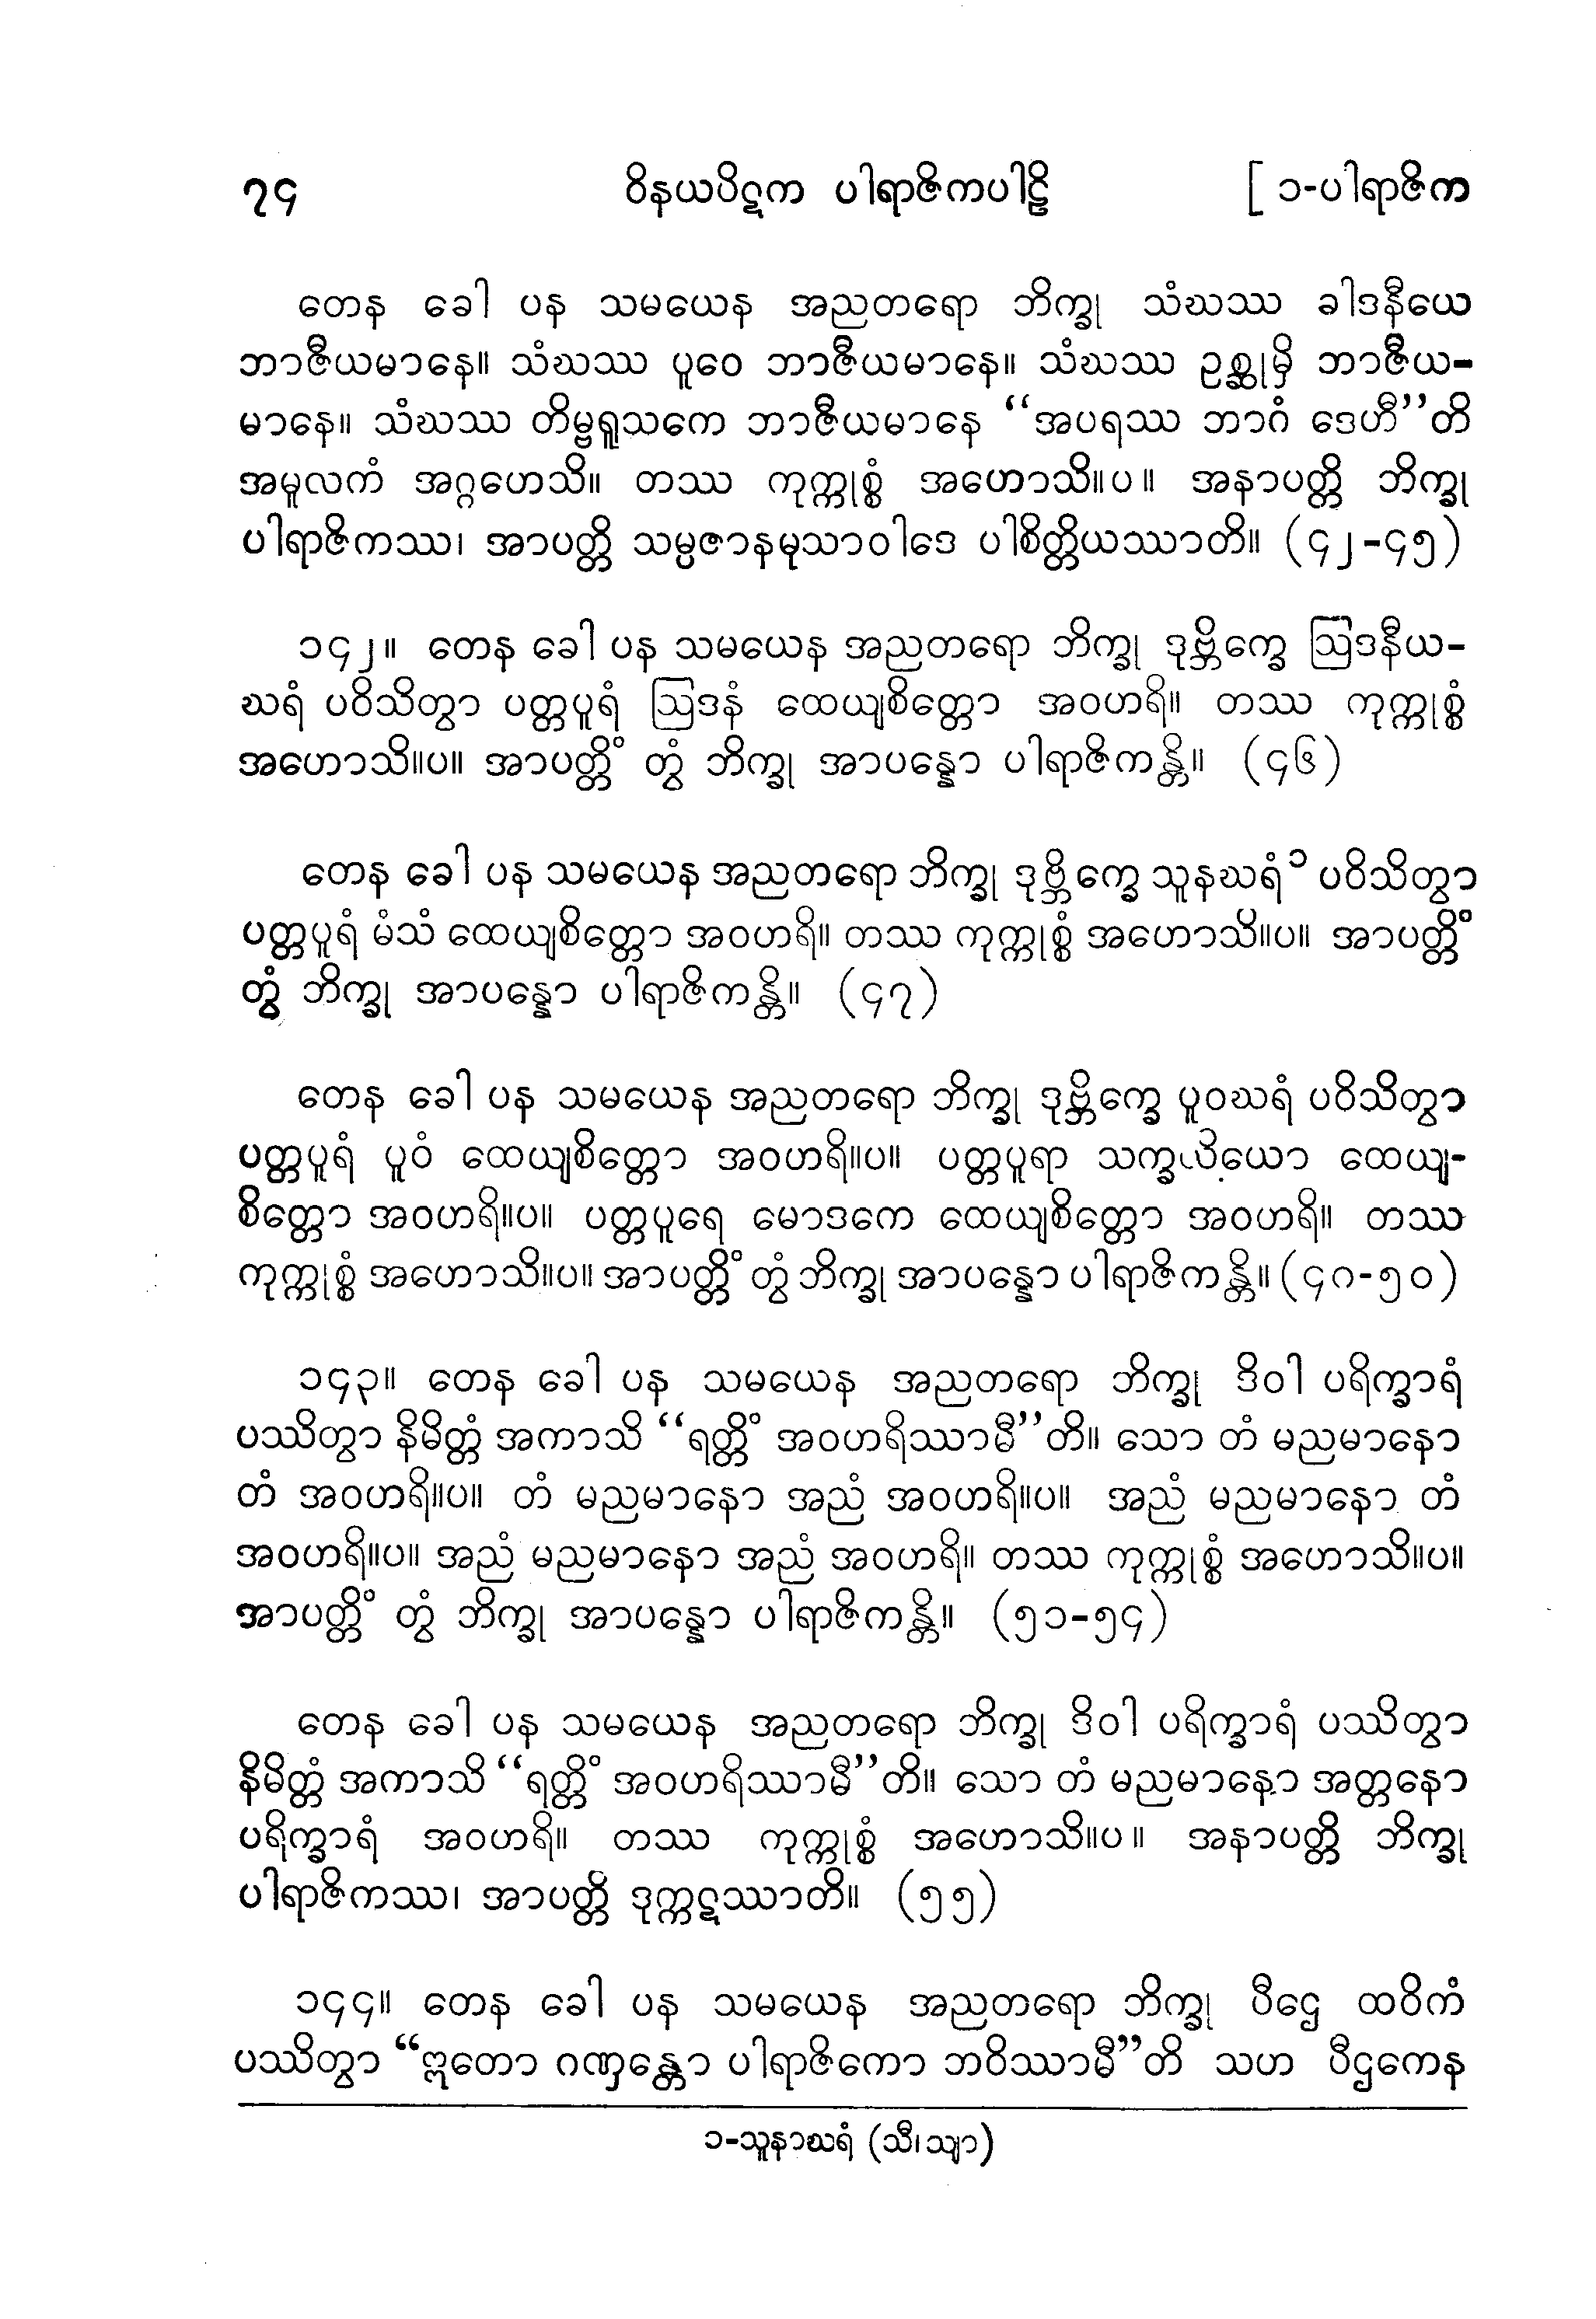 ၇၄ ဝိနယပိဋက ပါရာဇိကပါဠိ [ ၁-ပါရာဇိက
တေန ခေါ ပန သမယေန အညတရော ဘိက္ခု သံဃဿ ခါဒနီယေ
ဘာဇီယမာနေ။ သံဃဿ ပူဝေ ဘာဇီယမာနေ။ သံဃဿ ဥစ္ဆုမှိ ဘာဇီယ-
မာနေ။ သံဃဿ တိမ္ဗရူသကေ ဘာဇီယမာနေ “အပရဿ ဘာဂံ ဒေဟီ”တိ
အမူလကံ အဂ္ဂဟေသိ။ တဿ ကုက္ကုစ္စံ အဟောသိ။ပ။ အနာပတ္တိ ဘိက္ခု
ပါရာဇိကဿ၊ အာပတ္တိ သမ္ပဇာနမုသာဝါဒေ ပါစိတ္တိယဿာတိ။ (၄၂-၄၅)
၁၄၂။ တေန ခေါ ပန သမယေန အညတရော ဘိက္ခု ဒုဗ္ဘိက္ခေ ဩဒနီယ-
ဃရံ ပဝိသိတွာ ပတ္တပူရံ ဩဒနံ ထေယျစိတ္တော အဝဟရိ။ တဿ ကုက္ကုစ္စံ
အဟောသိ။ပ။ အာပတ္တိံ တွံ ဘိက္ခု အာပန္နော ပါရာဇိကန္တိ။ (၄၆)
တေန ခေါ ပန သမယေန အညတရော ဘိက္ခု ဒုဗ္ဘိက္ခေ သူနဃရံ ၁ ပဝိသိတွာ
ပတ္တပူရံ မံသံ ထေယျစိတ္တော အဝဟရိ။ တဿ ကုက္ကုစ္စံ အဟောသိ။ပ။ အာပတ္တိံ
တွံ ဘိက္ခု အာပန္နော ပါရာဇိကန္တိ။ (၄၇)
တေန ခေါ ပန သမယေန အညတရော ဘိက္ခု ဒုဗ္ဘိက္ခေ ပူဝဃရံ ပဝိသိတွာ
ပတ္တပူရံ ပူဝံ ထေယျစိတ္တော အဝဟရိ။ပ။ ပတ္တပူရာ သက္ခလိယော ထေယျ-
စိတ္တော အဝဟရိ။ပ။ ပတ္တပူရေ မောဒကေ ထေယျစိတ္တော အဝဟရိ။ တဿ
ကုက္ကုစ္စံ အဟောသိ။ပ။ အာပတ္တိံ တွံ ဘိက္ခု အာပန္နော ပါရာဇိကန္တိ။ (၄၈-၅၀)
၁၄၃။ တေန ခေါ ပန သမယေန အညတရော ဘိက္ခု ဒိဝါ ပရိက္ခာရံ
ပဿိတွာ နိမိတ္တံ အကာသိ “ရတ္တိံ အဝဟရိဿာမီ”တိ။ သော တံ မညမာနော
တံ အဝဟရိ။ပ။ တံ မညမာနော အညံ အဝဟရိ။ပ။ အညံ မညမာနော တံ
အဝဟရိ။ပ။ အညံ မညမာနော အညံ အဝဟရိ။ တဿ ကုက္ကုစ္စံ အဟောသိ။ပ။
အာပတ္တိံ တွံ ဘိက္ခု အာပန္နော ပါရာဇိကန္တိ။ (၅၁-၅၄)
တေန ခေါ ပန သမယေန အညတရော ဘိက္ခု ဒိဝါ ပရိက္ခာရံ ပဿိတွာ
နိမိတ္တံ အကာသိ “ရတ္တိံ အဝဟရိဿာမီ”တိ။ သော တံ မညမာနော အတ္တနော
ပရိက္ခာရံ အဝဟရိ။ တဿ ကုက္ကုစ္စံ အဟောသိ။ပ။ အနာပတ္တိ ဘိက္ခု
ပါရာဇိကဿ၊ အာပတ္တိ ဒုက္ကဋဿာတိ။ (၅၅)
၁၄၄။ တေန ခေါ ပန သမယေန အညတရော ဘိက္ခု ပီဌေ ထဝိကံ
ပဿိတွာ “ဣတော ဂဏှန္တော ပါရာဇိကော ဘဝိဿာမီ”တိ သဟ ပီဌကေန
၁-သူနာဃရံ (သီ၊သျာ)